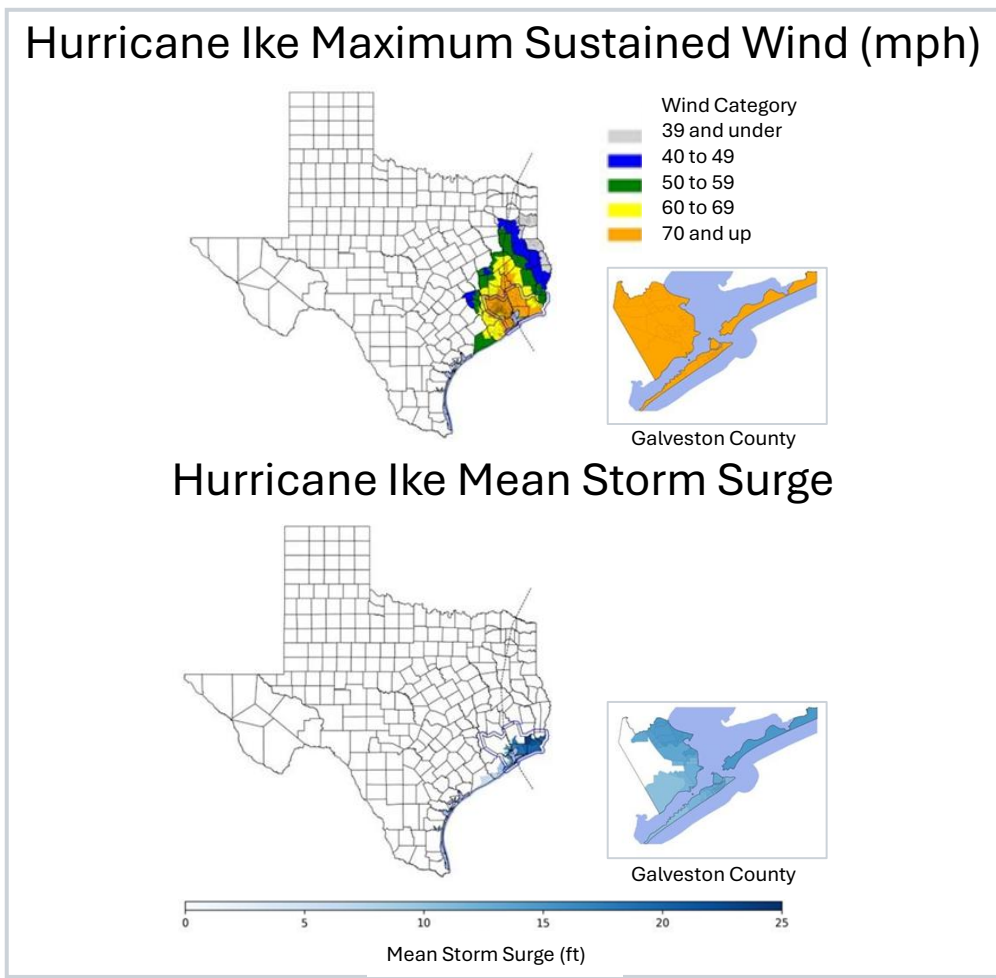 Hurricane Ike Maximum Sustained Wind (mph)
Wind Category
39 and under
40 to 49
50 to 59
60 to 69
70 and up
Galveston County
Hurricane Ike Mean Storm Surge
Galveston County
0 5 10 15 20 25
Mean Storm Surge (ft)